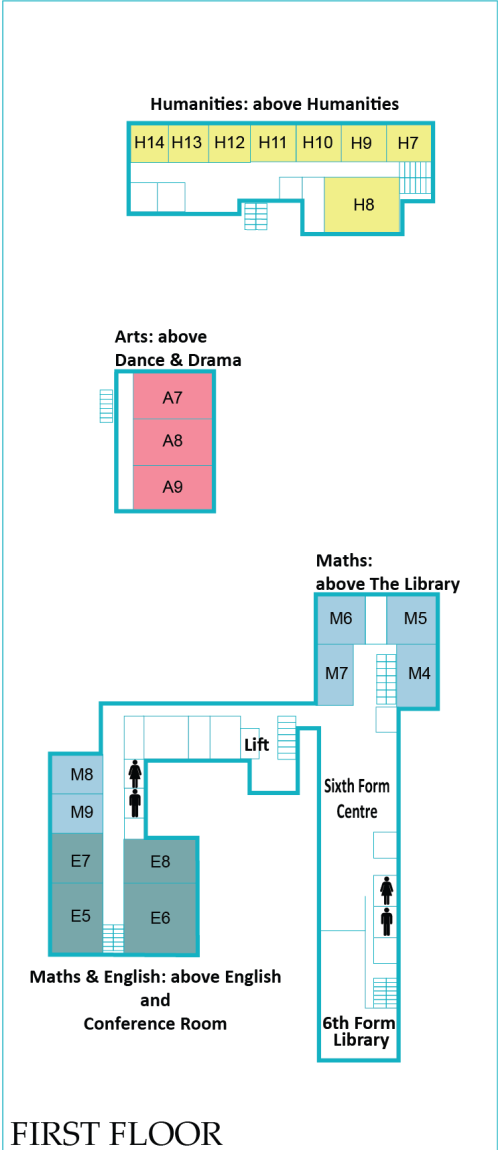 Humanities: above Humanities
H14 H13 H12 H11 H10 H9 H7
H8
Arts: above
Dance & Drama
A7
A8
A9
Maths:
above The Library
M6 M5
M7 M4
Lift
M8
M9
Sixth Form
Centre
E7 E8
E5 E6
Maths & English: above English
and
Conference Room
6th Form
Library
FIRST FLOOR